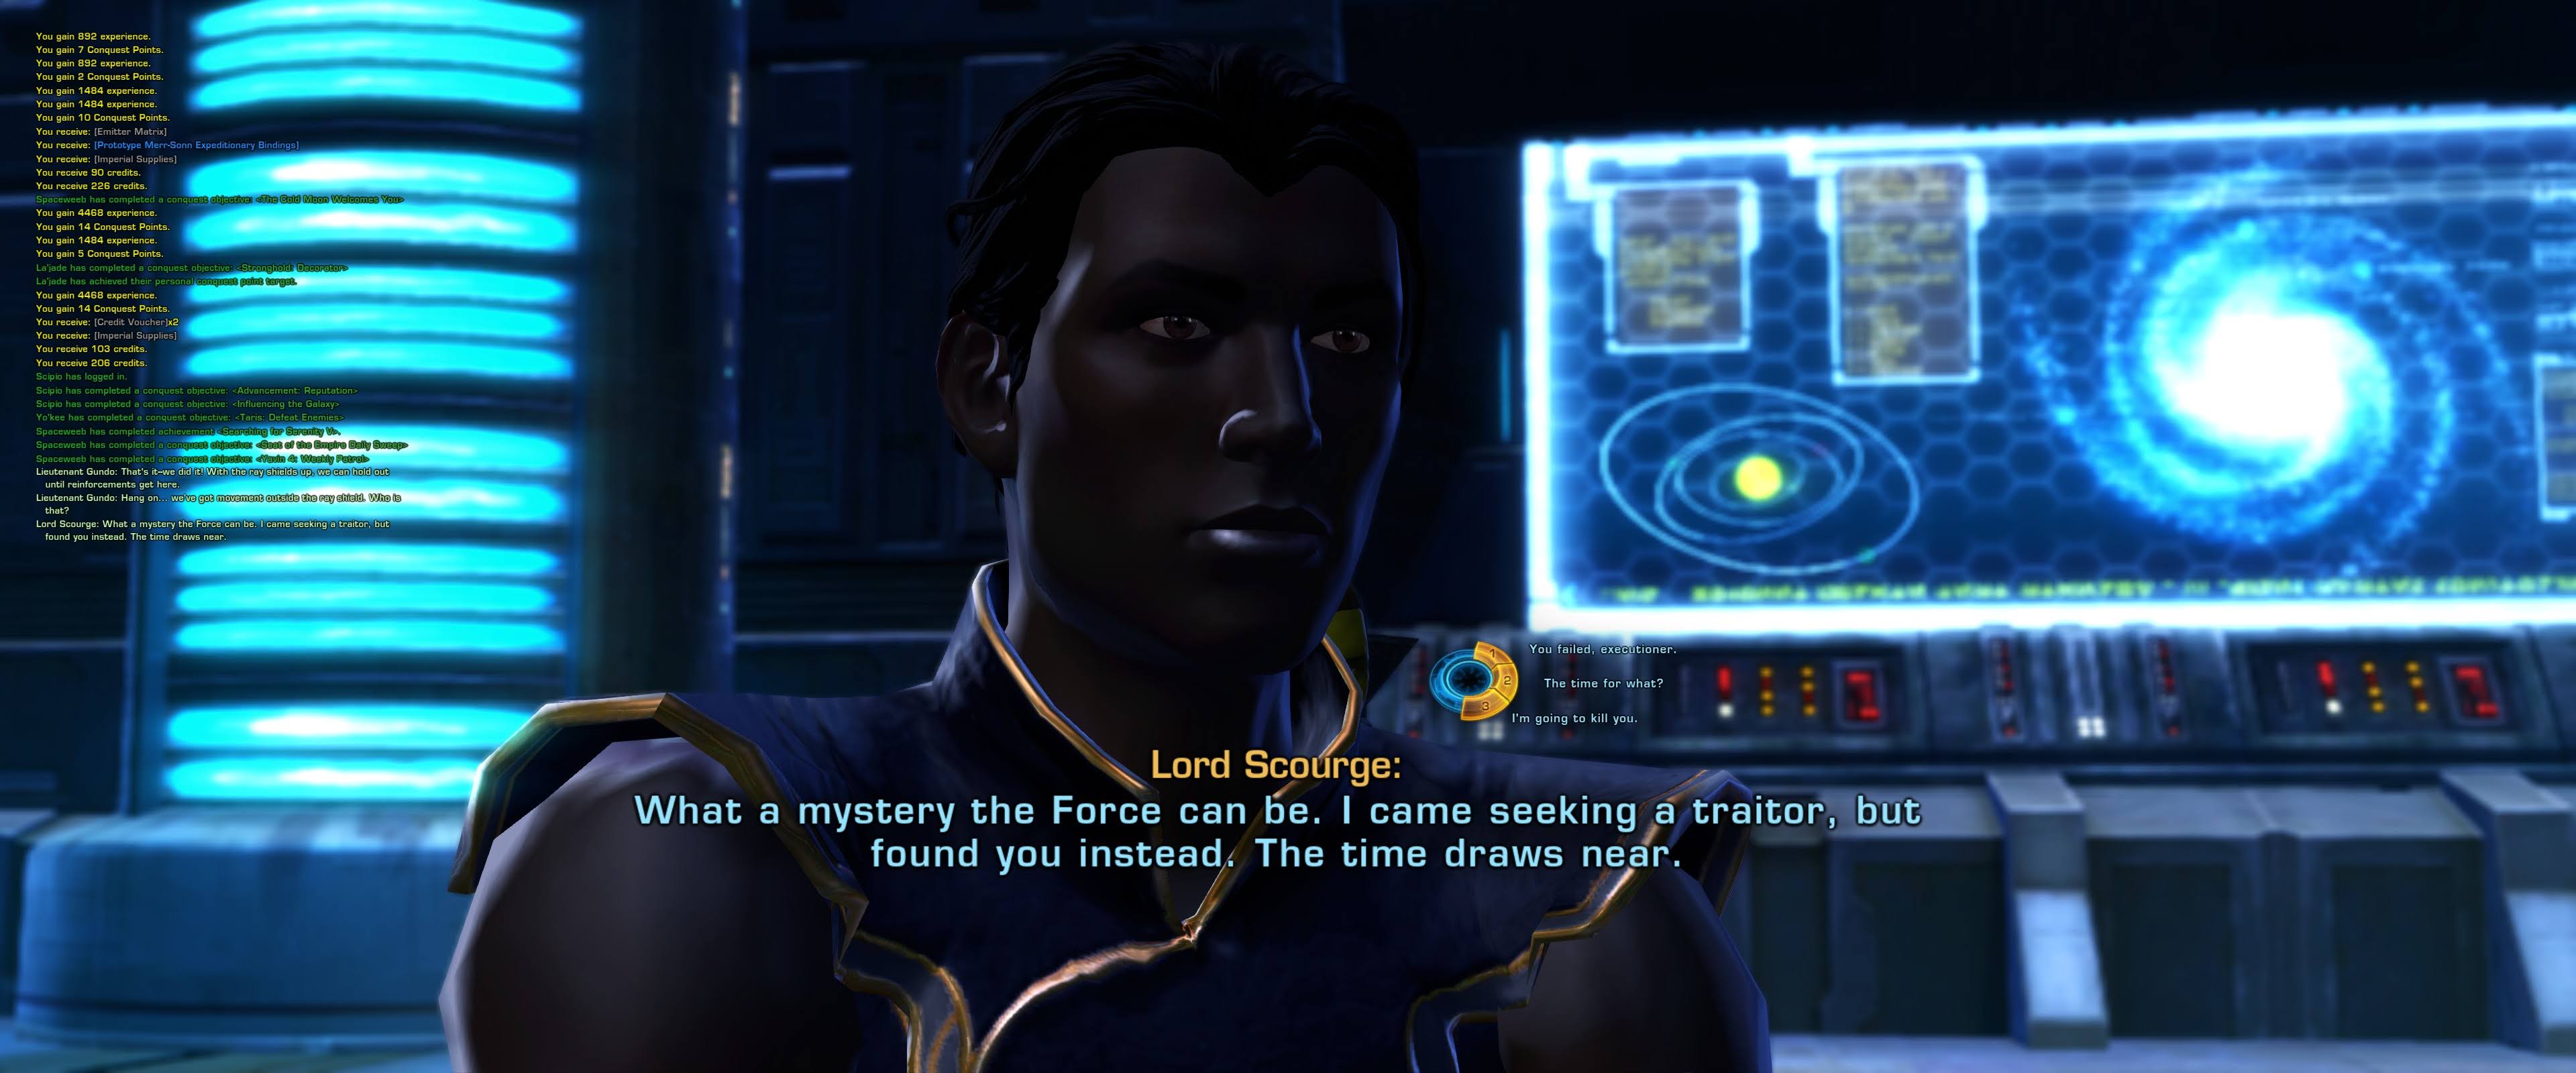 You gain 892 experience.
You gain 7 Conquest Points.
You gain 892 experience.
You gain 2 Conquest Points.
You gain 1484 experience.
You gain 1484 experience.
You gain 10 Conquest Points.
You receive: [Emitter Matrix]
You receive: [Prototype Merr-Sonn Expeditionary Bindings]
You receive: [Imperial Supplies]
You receive 90 credits.
You receive 226 credits.
Spaceweeb has completed a conquest objective: <The Cold Moon Welcomes You>
You gain 4468 experience.
You gain 14 Conquest Points.
You gain 1484 experience.
You gain 5 Conquest Points.
La'jade has completed a conquest objective: <Stronghold: Decorator>
La'jade has achieved their personal conquest point target.
You gain 4468 experience.
You gain 14 Conquest Points.
You receive: [Credit Voucher]x2
You receive: [Imperial Supplies]
You receive 103 credits.
You receive 206 credits.
Scipio has logged in.
Scipio has completed a conquest objective: <Advancement: Reputation>
Scipio has completed a conquest objective: <Influencing the Galaxy>
Yo'kee has completed a conquest objective: <Taris: Defeat Enemies>
Spaceweeb has completed achievement <Searching for Serenity V>.
Spaceweeb has completed a conquest objective: <Seat of the Empire Daily Sweep>
Spaceweeb has completed a conquest objective: <Yavin 4: Weekly Patrol>
Lieutenant Gundo: That's it–we did it! With the ray shields up, we can hold out
until reinforcements get here.
Lieutenant Gundo: Hang on... we've got movement outside the ray shield. Who is
that?
Lord Scourge: What a mystery the Force can be. I came seeking a traitor, but
found you instead. The time draws near.
1 You failed, executioner.
2 The time for what?
3 I'm going to kill you.
Lord Scourge:
What a mystery the Force can be. I came seeking a traitor, but
found you instead. The time draws near.